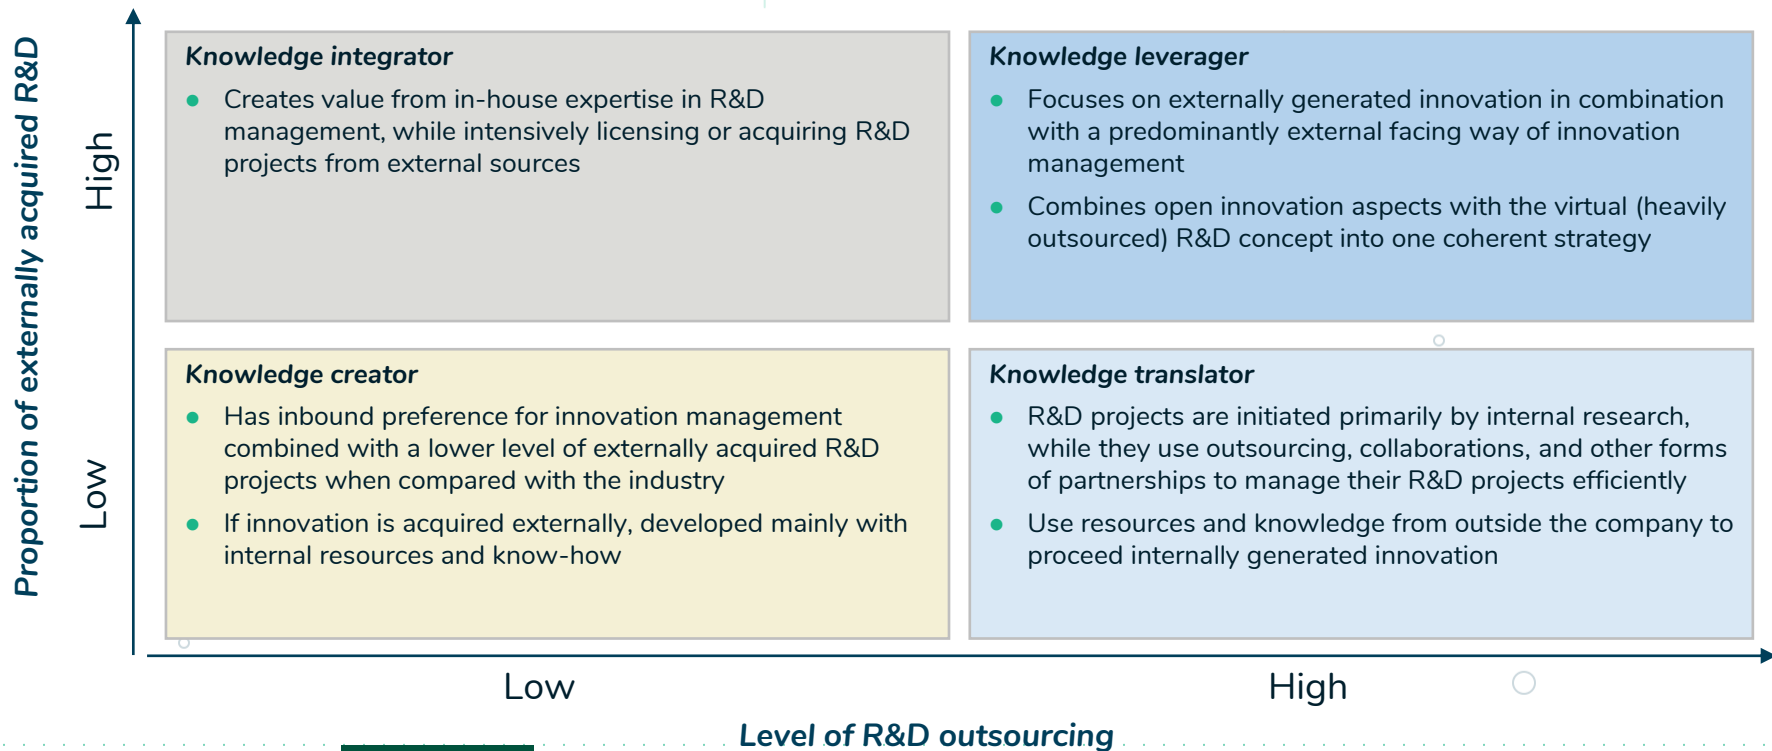 Proportion of externally acquired R&D
High
Low
Knowledge integrator
● Creates value from in-house expertise in R&D
management, while intensively licensing or acquiring R&D
projects from external sources
Knowledge leverager
● Focuses on externally generated innovation in combination
with a predominantly external facing way of innovation
management
● Combines open innovation aspects with the virtual (heavily
outsourced) R&D concept into one coherent strategy
Knowledge creator
● Has inbound preference for innovation management
combined with a lower level of externally acquired R&D
projects when compared with the industry
● If innovation is acquired externally, developed mainly with
internal resources and know-how
Knowledge translator
● R&D projects are initiated primarily by internal research,
while they use outsourcing, collaborations, and other forms
of partnerships to manage their R&D projects efficiently
● Use resources and knowledge from outside the company to
proceed internally generated innovation
Low
High
Level of R&D outsourcing